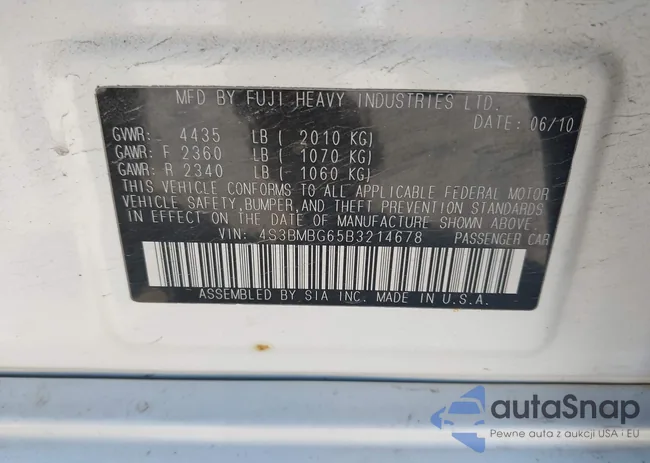 MFD BY FUJI HEAVY INDUSTRIES LTD.
DATE: 06/10
GVWR: 4435 LB ( 2010 KG)
GAWR: F 2360 LB ( 1070 KG)
GAWR: R 2340 LB ( 1060 KG)
THIS VEHICLE CONFORMS TO ALL APPLICABLE FEDERAL MOTOR
VEHICLE SAFETY, BUMPER, AND THEFT PREVENTION STANDARDS
IN EFFECT ON THE DATE OF MANUFACTURE SHOWN ABOVE.
VIN: 4S3BMBG65B3214678 PASSENGER CAR
ASSEMBLED BY SIA INC. MADE IN U.S.A.
autaSnap
Pewne auta z aukcji USA i EU